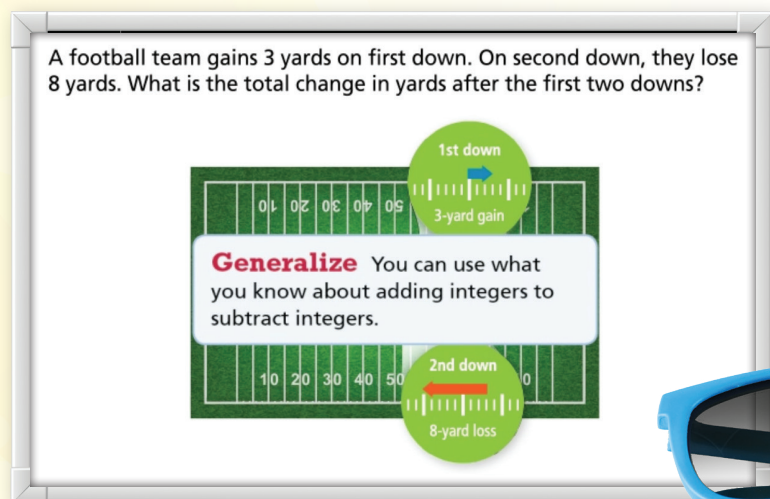 A football team gains 3 yards on first down. On second down, they lose
8 yards. What is the total change in yards after the first two downs?
1st down
10 20 30 40 50
3-yard gain
Generalize You can use what
you know about adding integers to
subtract integers.
2nd down
10 20 30 40 50
0
8-yard loss